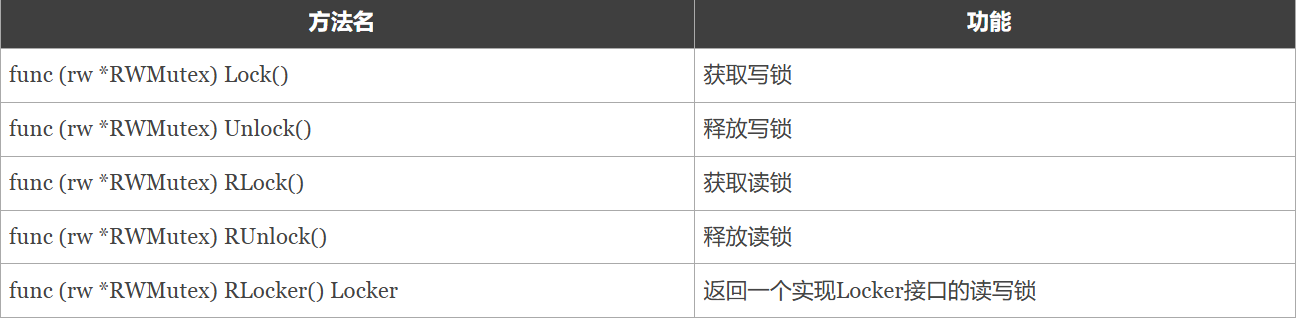 方法名 功能
func (rw *RWMutex) Lock() 获取写锁
func (rw *RWMutex) Unlock() 释放写锁
func (rw *RWMutex) RLock() 获取读锁
func (rw *RWMutex) RUnlock() 释放读锁
func (rw *RWMutex) RLocker() Locker 返回一个实现Locker接口的读写锁